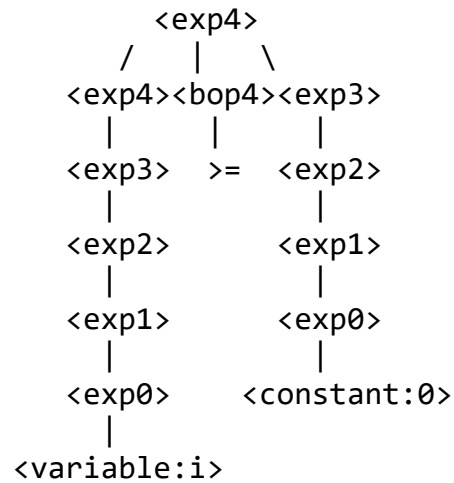 <exp4>
/ | \
<exp4><bop4><exp3>
| | |
<exp3> >= <exp2>
| |
<exp2> <exp1>
| |
<exp1> <exp0>
| |
<exp0> <constant:0>
|
<variable:i>